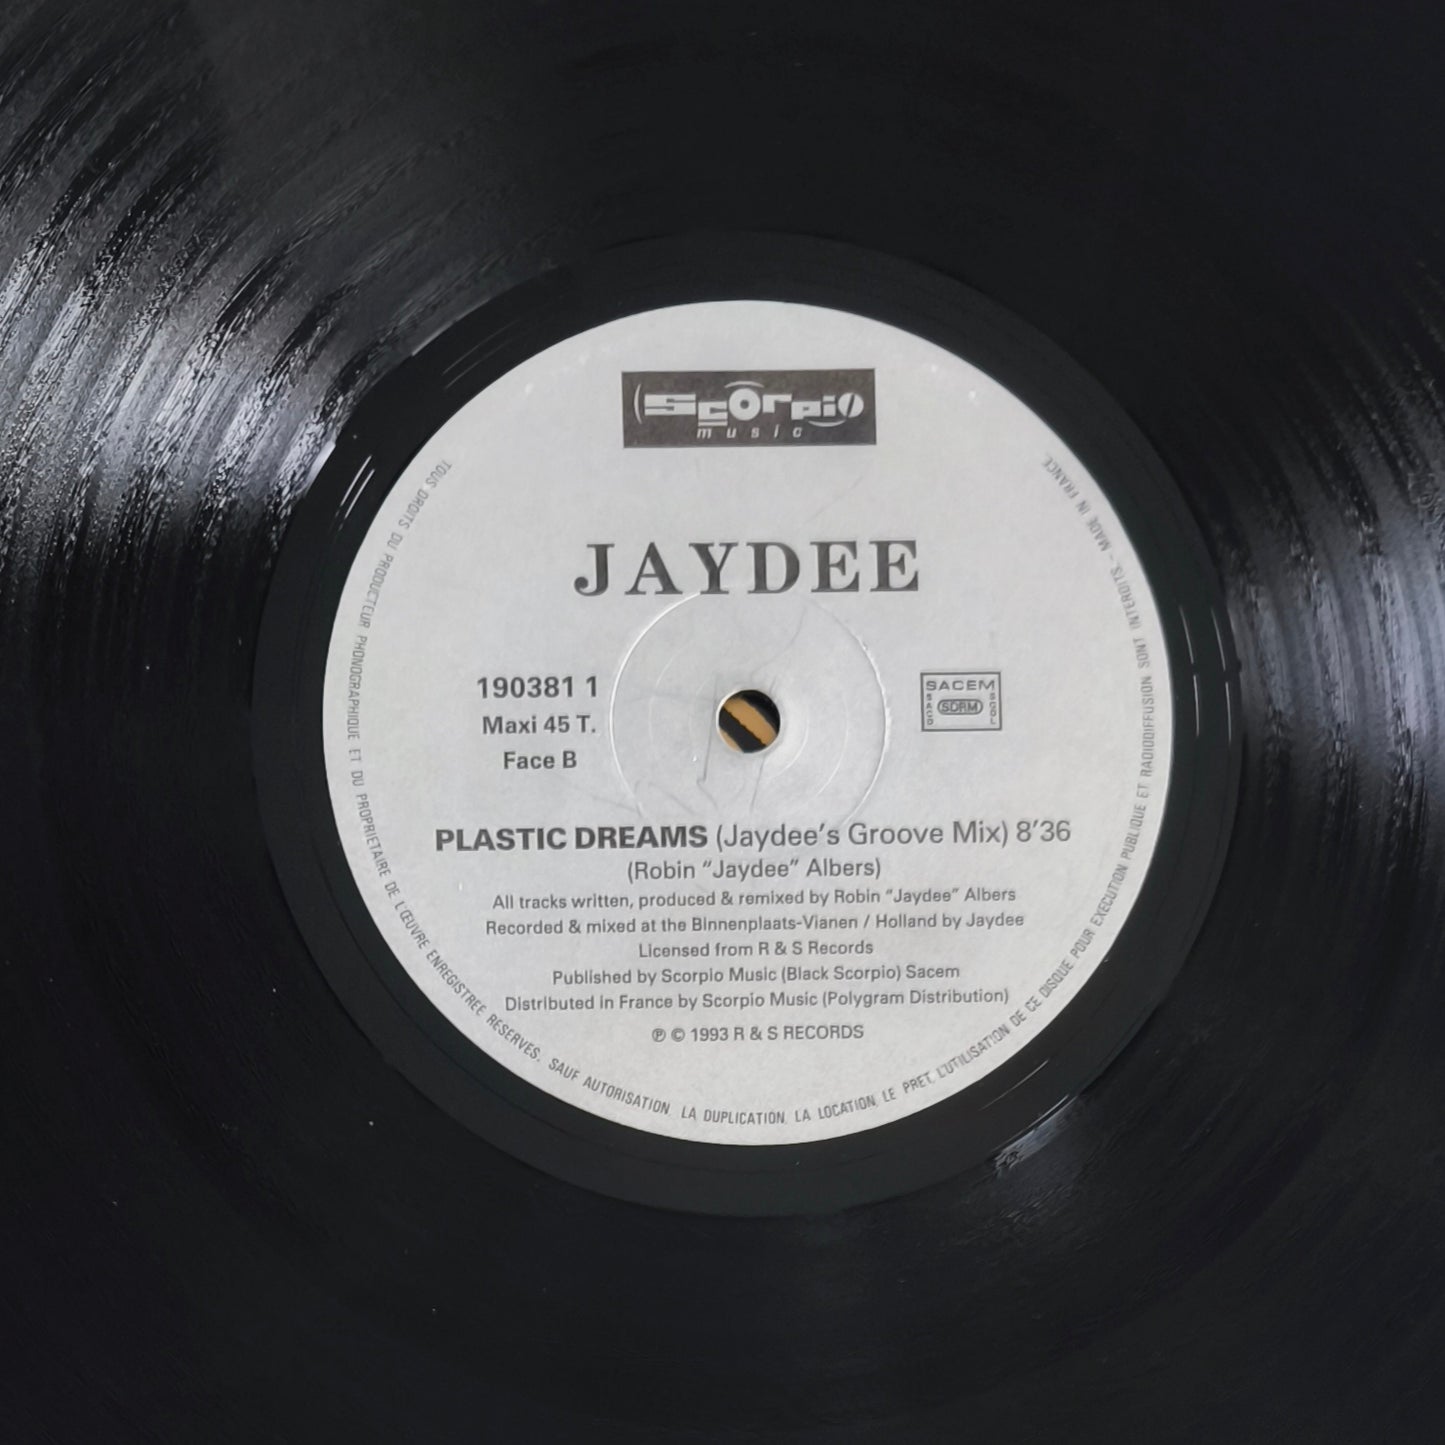 Scorpio
music
JAYDEE
190381 1
Maxi 45 T.
Face B
SACEM
SACD
SDRM
SGDL
PLASTIC DREAMS (Jaydee's Groove Mix) 8'36
(Robin "Jaydee" Albers)
All tracks written, produced & remixed by Robin "Jaydee" Albers
Recorded & mixed at the Binnenplaats-Vianen / Holland by Jaydee
Licensed from R & S Records
Published by Scorpio Music (Black Scorpio) Sacem
Distributed in France by Scorpio Music (Polygram Distribution)
℗ © 1993 R & S RECORDS
TOUS DROITS DU PRODUCTEUR PHONOGRAPHIQUE ET DU PROPRIETAIRE DE L'ŒUVRE ENREGISTREE RESERVES. SAUF AUTORISATION, LA DUPLICATION, LA LOCATION, LE PRET, L'UTILISATION DE CE DISQUE POUR EXECUTION PUBLIQUE ET RADIODIFFUSION SONT INTERDITS. - MADE IN FRANCE.